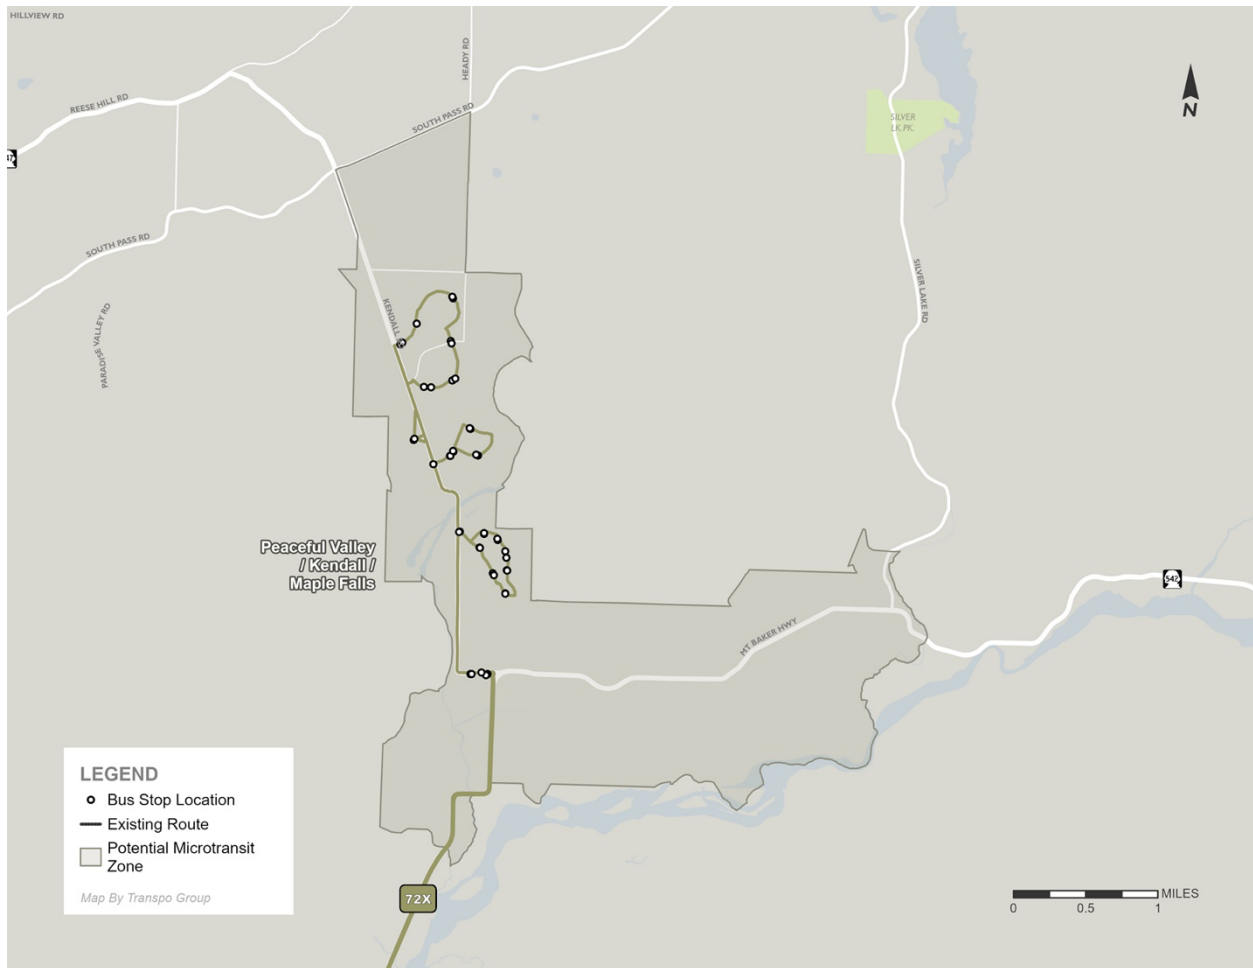 HILLVIEW RD
HEADY RD
REESE HILL RD
SOUTH PASS RD
N
SILVER
LK. PK.
47
SOUTH PASS RD
SILVER LAKE RD
PARADISE VALLEY RD
KENDALL
Peaceful Valley
/ Kendall /
Maple Falls
542
MT BAKER HWY
LEGEND
Bus Stop Location
Existing Route
Potential Microtransit
Zone
Map By Transpo Group
72X
MILES
0 0.5 1